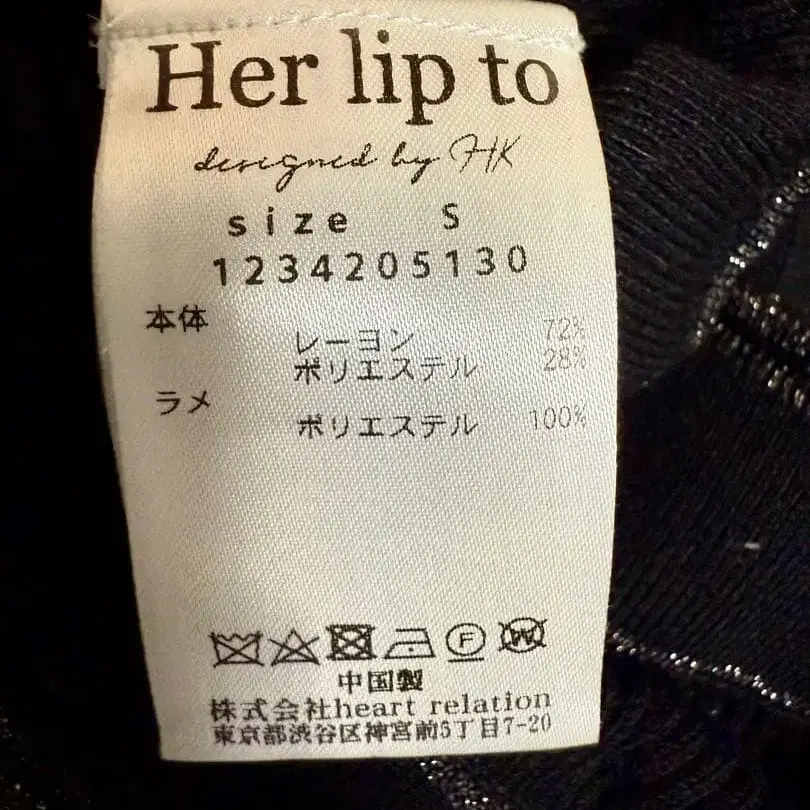 Her lip to
designed by HK
size S
1234205130
本体
レーヨン 72%
ポリエステル 28%
ラメ
ポリエステル 100%
中国製
株式会社heart relation
東京都渋谷区神宮前5丁目7-20